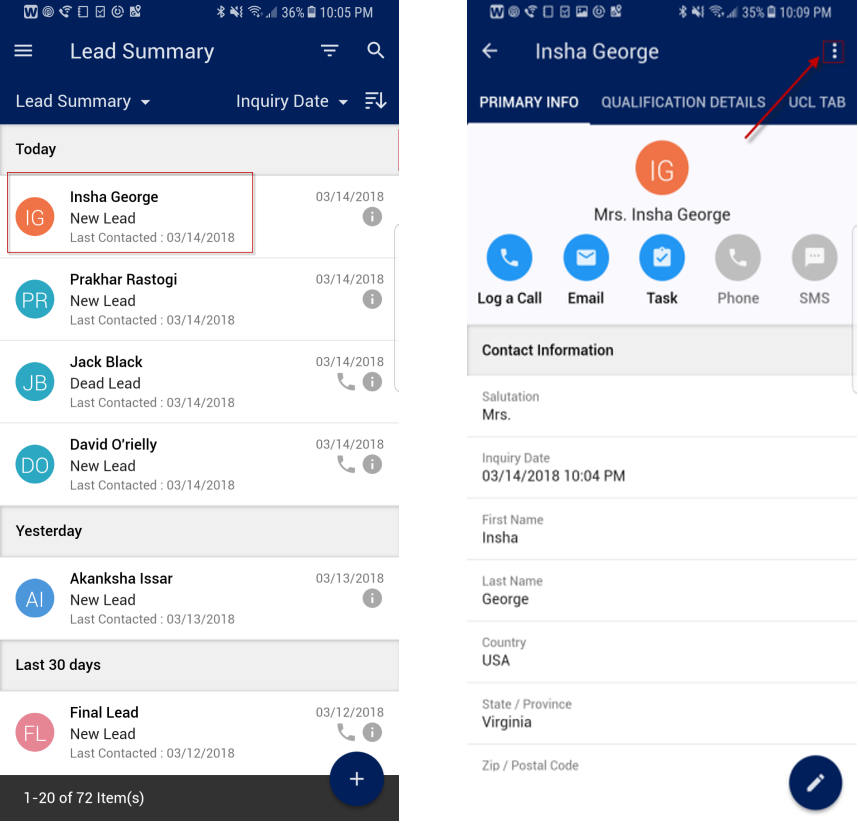 36% 10:05 PM
Lead Summary
Lead Summary Inquiry Date
Today
IG
Insha George 03/14/2018
New Lead
Last Contacted : 03/14/2018
PR
Prakhar Rastogi 03/14/2018
New Lead
Last Contacted : 03/14/2018
JB
Jack Black 03/14/2018
Dead Lead
Last Contacted : 03/14/2018
DO
David O'rielly 03/14/2018
New Lead
Last Contacted : 03/14/2018
Yesterday
AI
Akanksha Issar 03/13/2018
New Lead
Last Contacted : 03/13/2018
Last 30 days
FL
Final Lead 03/12/2018
New Lead
Last Contacted : 03/12/2018
1-20 of 72 Item(s)
35% 10:09 PM
Insha George
PRIMARY INFO QUALIFICATION DETAILS UCL TAB
IG
Mrs. Insha George
Log a Call Email Task Phone SMS
Contact Information
Salutation
Mrs.
Inquiry Date
03/14/2018 10:04 PM
First Name
Insha
Last Name
George
Country
USA
State / Province
Virginia
Zip / Postal Code